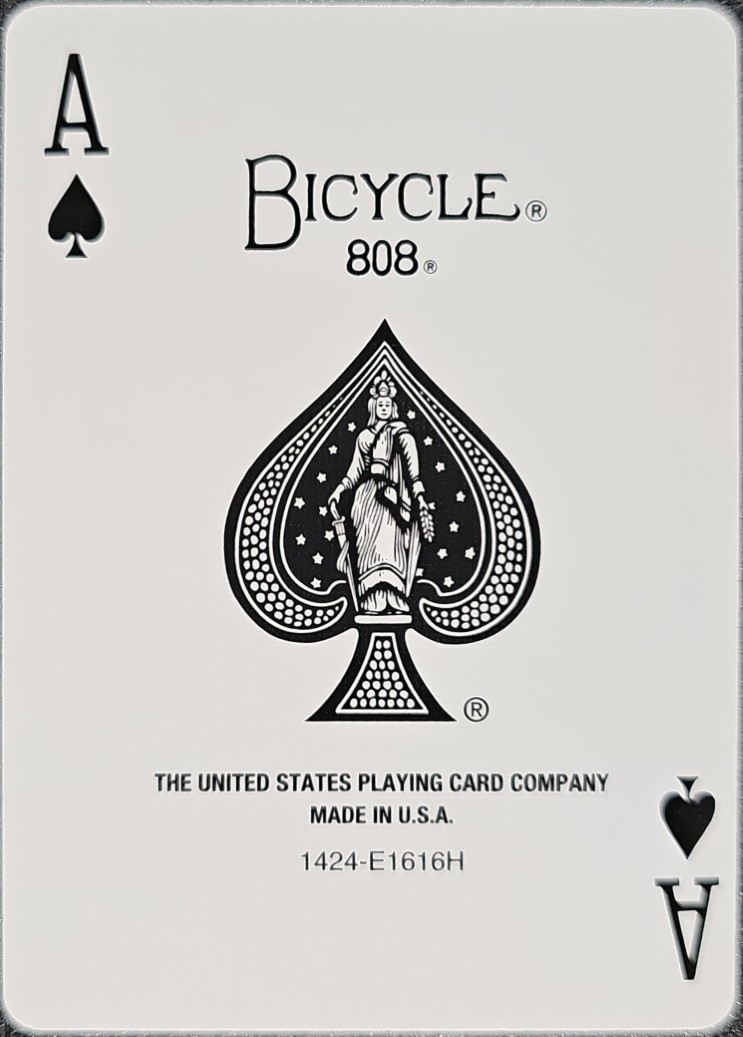 A
BICYCLE®
808®
®
THE UNITED STATES PLAYING CARD COMPANY
MADE IN U.S.A.
1424-E1616H
A